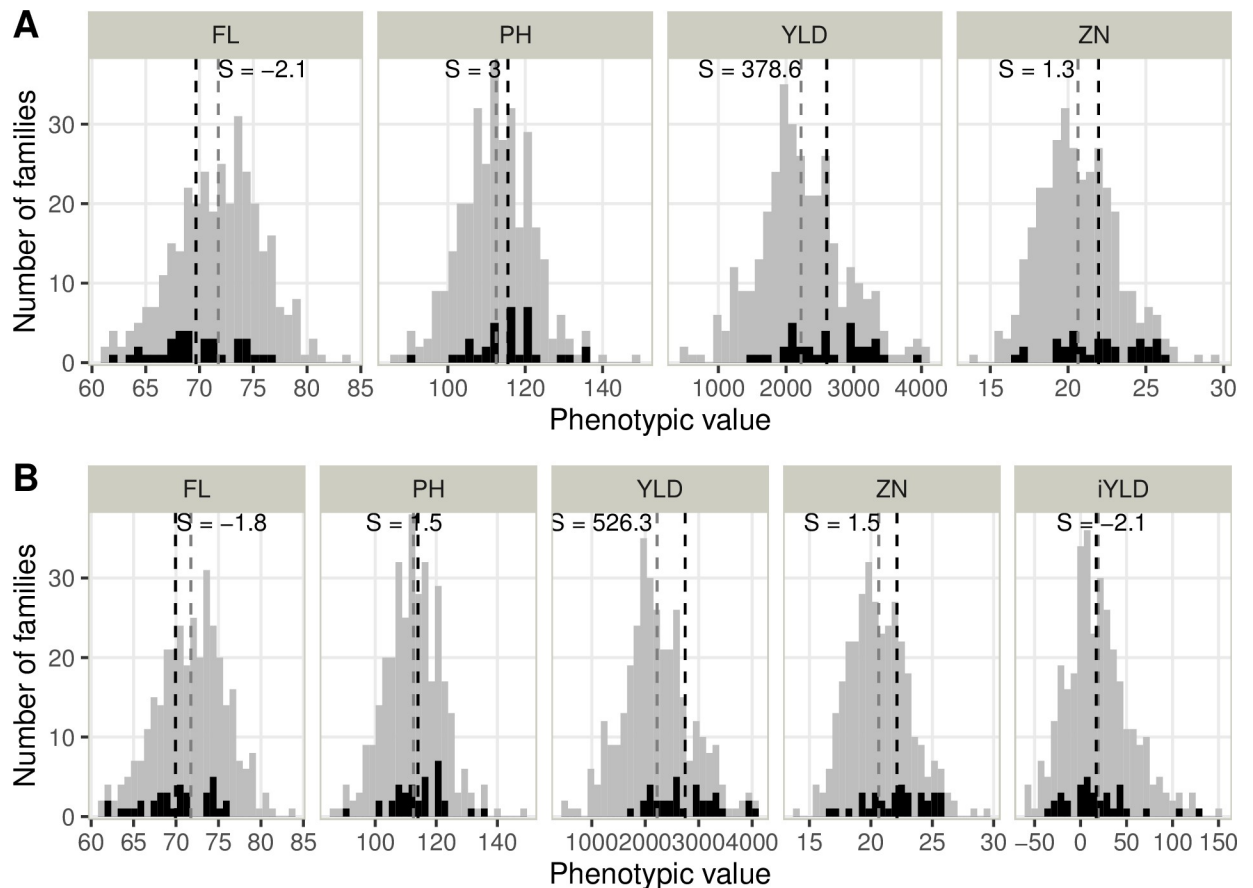 A
FL PH YLD ZN
S = −2.1 S = 3 S = 378.6 S = 1.3
Number of families
30
20
10
0
60 65 70 75 80 85 100 120 140 1000 2000 3000 4000 15 20 25 30
Phenotypic value
B
FL PH YLD ZN iYLD
S = −1.8 S = 1.5 S = 526.3 S = 1.5 S = −2.1
Number of families
30
20
10
0
60 65 70 75 80 85 100 120 140 1000 2000 3000 4000 15 20 25 30 −50 0 50 100 150
Phenotypic value